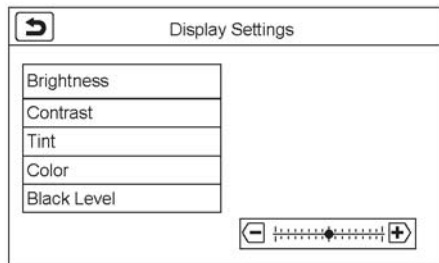 Display Settings
Brightness
Contrast
Tint
Color
Black Level